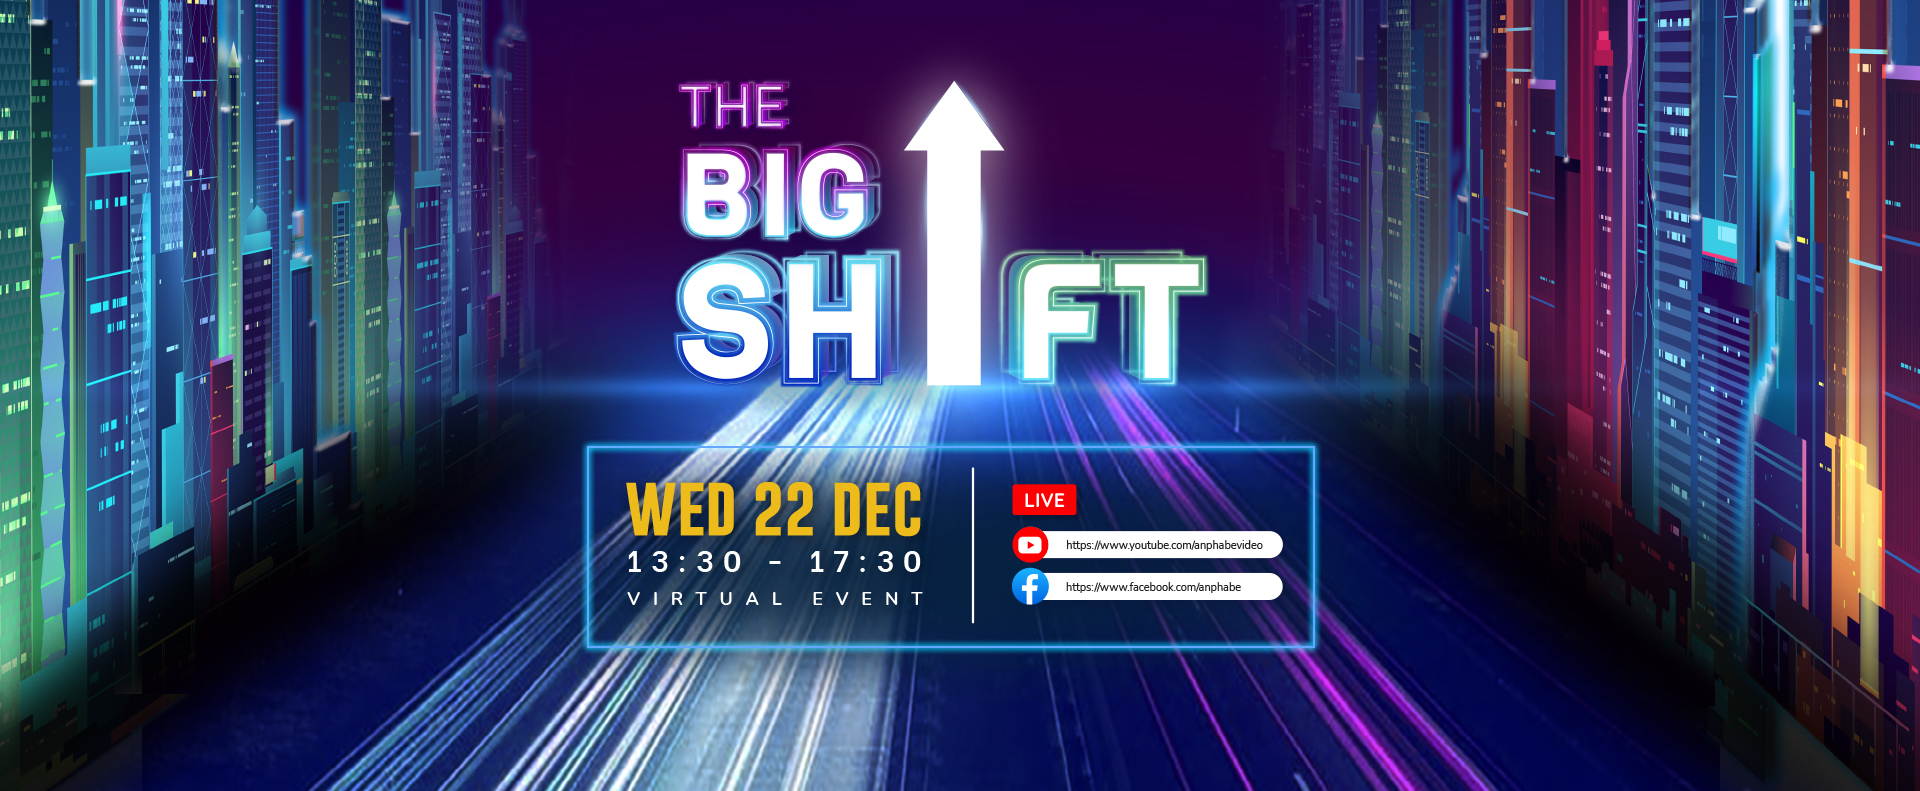 THE
BIG
SHIFT
WED 22 DEC
13:30 - 17:30
VIRTUAL EVENT
LIVE
https://www.youtube.com/anphabevideo
https://www.facebook.com/anphabe